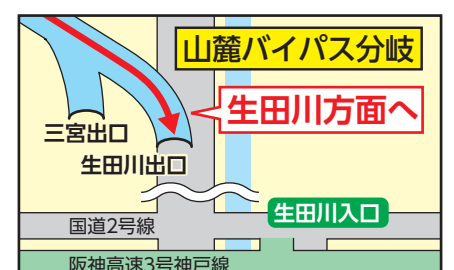 山麓バイパス分岐
生田川方面へ
三宮出口
生田川出口
生田川入口
国道2号線
阪神高速3号神戸線